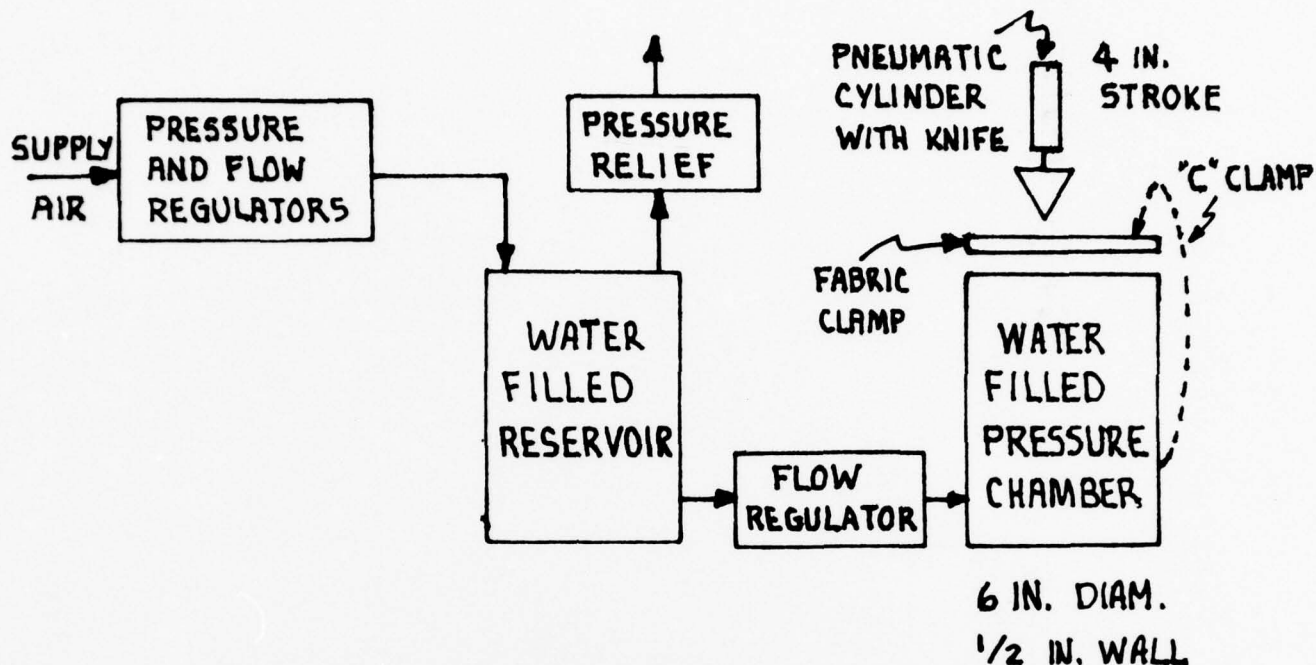 SUPPLY
AIR
PRESSURE
AND FLOW
REGULATORS
PRESSURE
RELIEF
PNEUMATIC
CYLINDER
WITH KNIFE
4 IN.
STROKE
"C" CLAMP
FABRIC
CLAMP
WATER
FILLED
RESERVOIR
FLOW
REGULATOR
WATER
FILLED
PRESSURE
CHAMBER
6 IN. DIAM.
1/2 IN. WALL